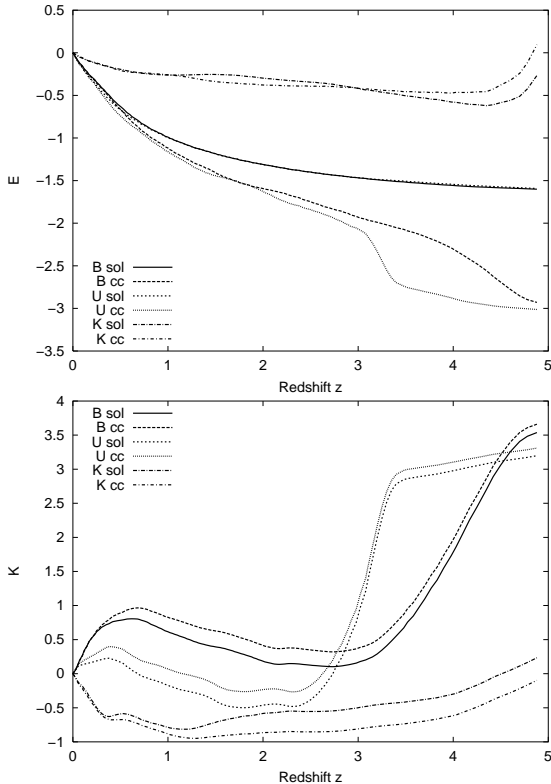 0.5
0
−0.5
−1
−1.5
−2
−2.5
−3
−3.5
E
B sol
B cc
U sol
U cc
K sol
K cc
0 1 2 3 4 5
Redshift z
4
3.5
3
2.5
2
1.5
1
0.5
0
−0.5
−1
K
B sol
B cc
U sol
U cc
K sol
K cc
0 1 2 3 4 5
Redshift z